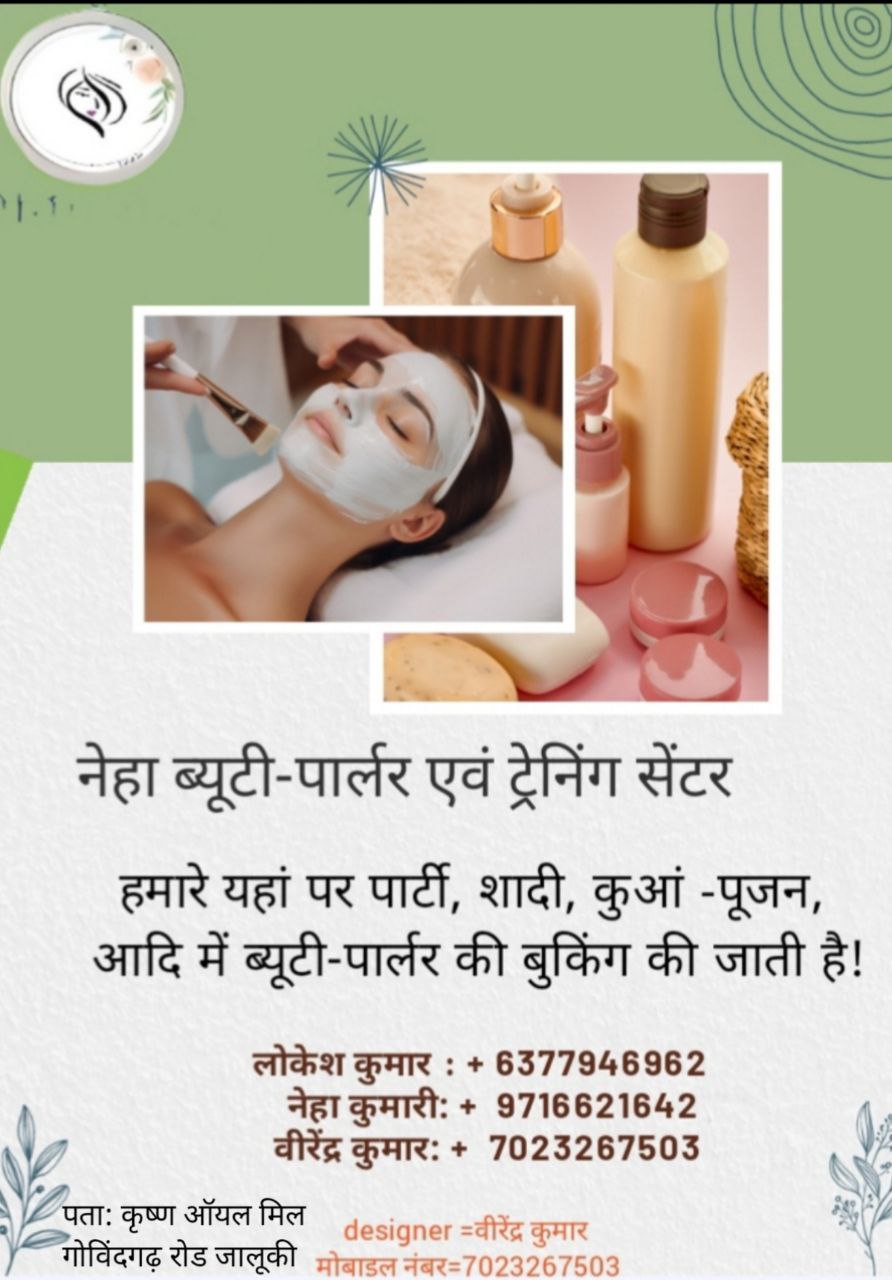 नेहा ब्यूटी-पार्लर एवं ट्रेनिंग सेंटर
हमारे यहां पर पार्टी, शादी, कुआं -पूजन,
आदि में ब्यूटी-पार्लर की बुकिंग की जाती है!
लोकेश कुमार : + 6377946962
नेहा कुमारी: + 9716621642
वीरेंद्र कुमार: + 7023267503
पता: कृष्ण ऑयल मिल
गोविंदगढ़ रोड जालूकी
designer =वीरेंद्र कुमार
मोबाइल नंबर=7023267503